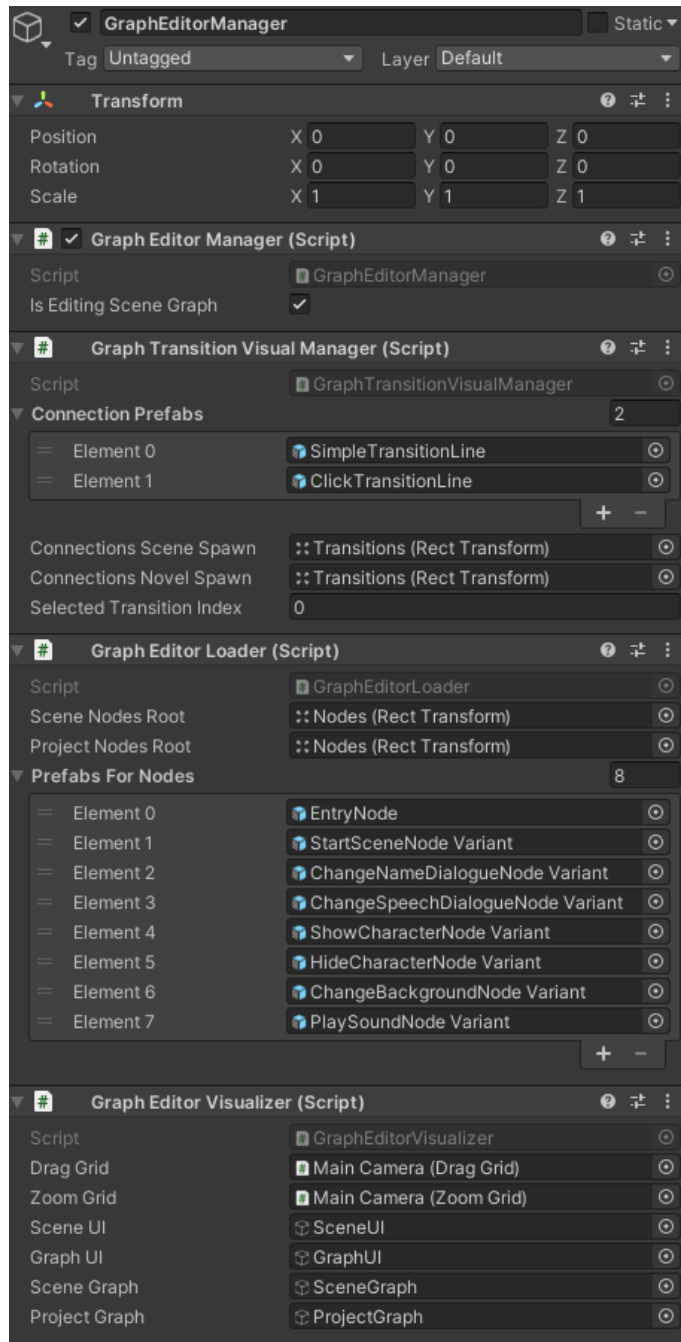 GraphEditorManager Static
Tag Untagged Layer Default
Transform
Position X 0 Y 0 Z 0
Rotation X 0 Y 0 Z 0
Scale X 1 Y 1 Z 1
# Graph Editor Manager (Script)
Script GraphEditorManager
Is Editing Scene Graph
# Graph Transition Visual Manager (Script)
Script GraphTransitionVisualManager
Connection Prefabs 2
Element 0 SimpleTransitionLine
Element 1 ClickTransitionLine
+ −
Connections Scene Spawn Transitions (Rect Transform)
Connections Novel Spawn Transitions (Rect Transform)
Selected Transition Index 0
# Graph Editor Loader (Script)
Script GraphEditorLoader
Scene Nodes Root Nodes (Rect Transform)
Project Nodes Root Nodes (Rect Transform)
Prefabs For Nodes 8
Element 0 EntryNode
Element 1 StartSceneNode Variant
Element 2 ChangeNameDialogueNode Variant
Element 3 ChangeSpeechDialogueNode Variant
Element 4 ShowCharacterNode Variant
Element 5 HideCharacterNode Variant
Element 6 ChangeBackgroundNode Variant
Element 7 PlaySoundNode Variant
+ −
# Graph Editor Visualizer (Script)
Script GraphEditorVisualizer
Drag Grid Main Camera (Drag Grid)
Zoom Grid Main Camera (Zoom Grid)
Scene UI SceneUI
Graph UI GraphUI
Scene Graph SceneGraph
Project Graph ProjectGraph